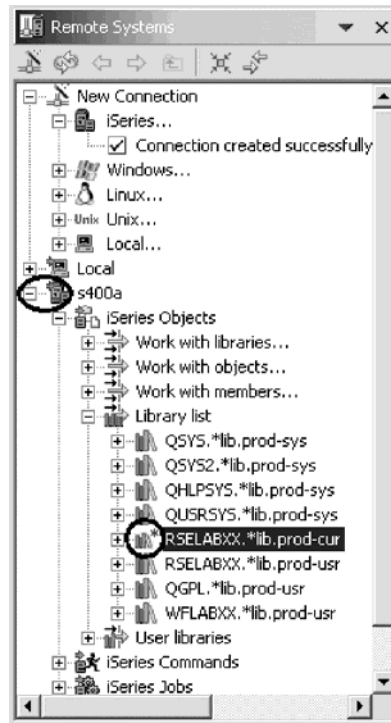 Remote Systems
New Connection
iSeries...
Connection created successfully
Windows...
Linux...
Unix Unix...
Local...
Local
s400a
iSeries Objects
Work with libraries...
Work with objects...
Work with members...
Library list
QSYS.*lib.prod-sys
QSYS2.*lib.prod-sys
QHLPSYS.*lib.prod-sys
QUSRSYS.*lib.prod-sys
RSELABXX.*lib.prod-cur
RSELABXX.*lib.prod-usr
QGPL.*lib.prod-usr
WFLABXX.*lib.prod-usr
User libraries
iSeries Commands
iSeries Jobs